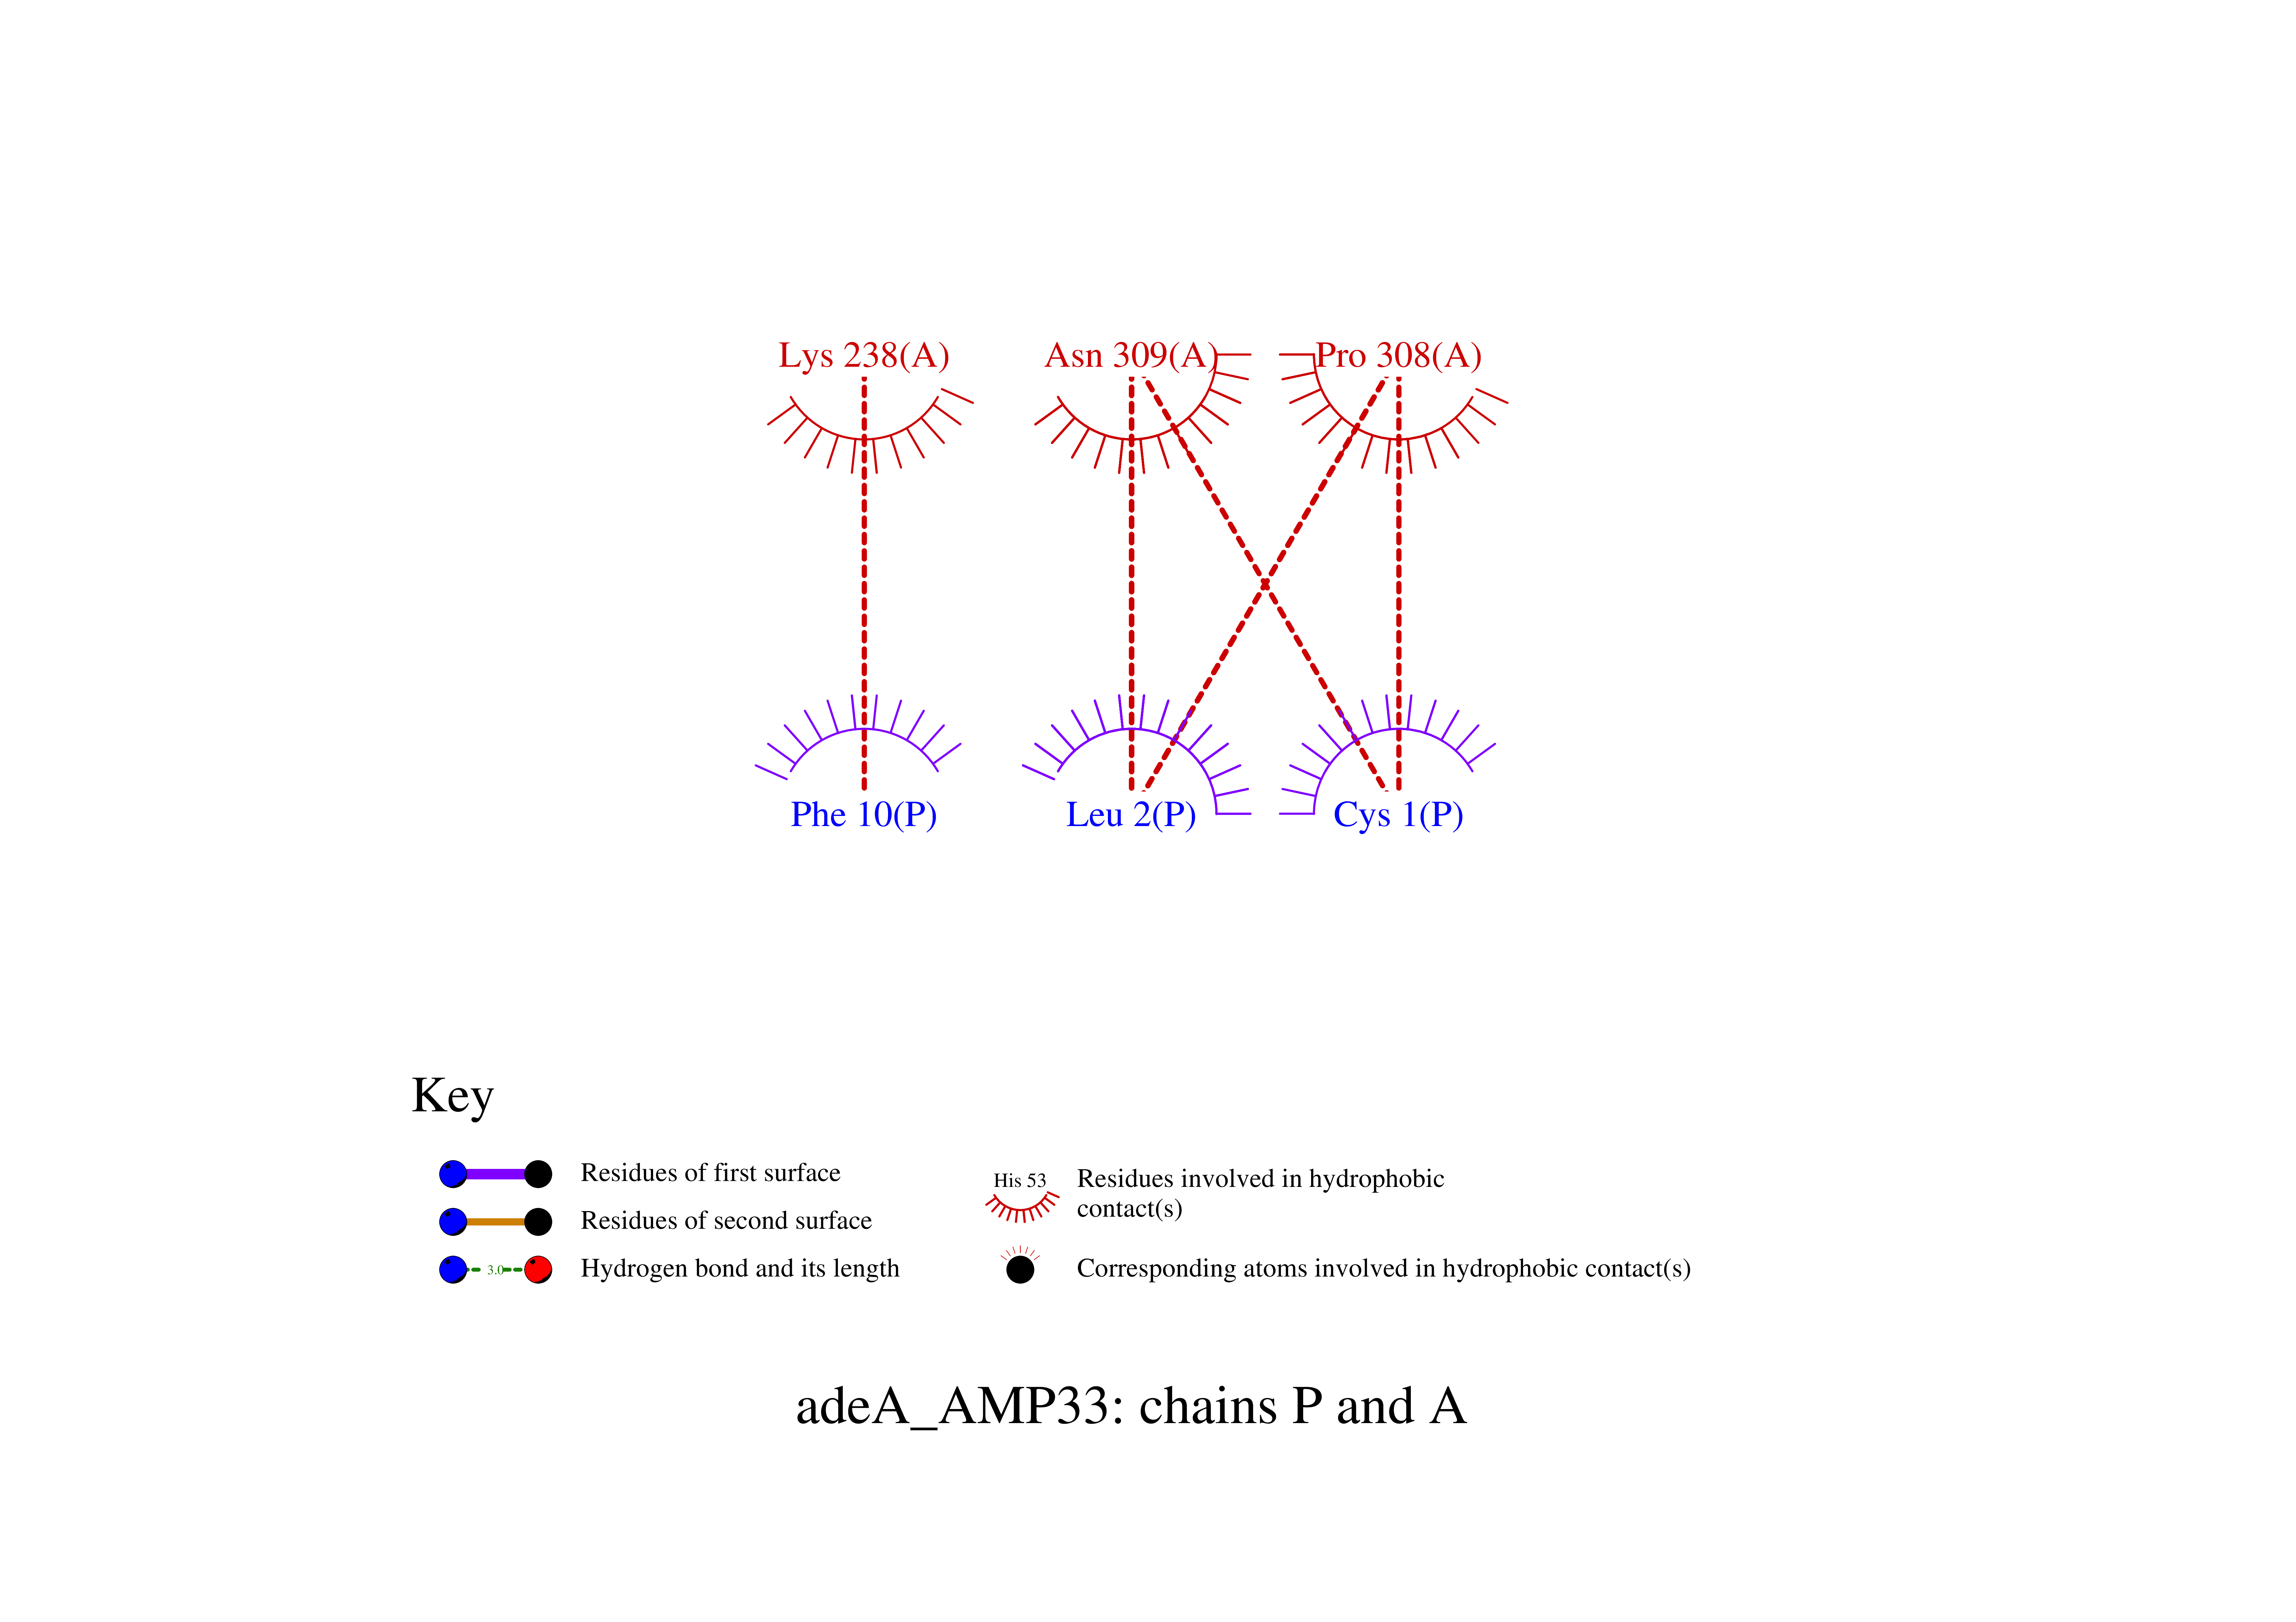 Lys 238(A) Asn 309(A) Pro 308(A)
Phe 10(P) Leu 2(P) Cys 1(P)
Key
Residues of first surface
Residues of second surface
3.0 Hydrogen bond and its length
His 53 Residues involved in hydrophobic
contact(s)
Corresponding atoms involved in hydrophobic contact(s)
adeA_AMP33: chains P and A